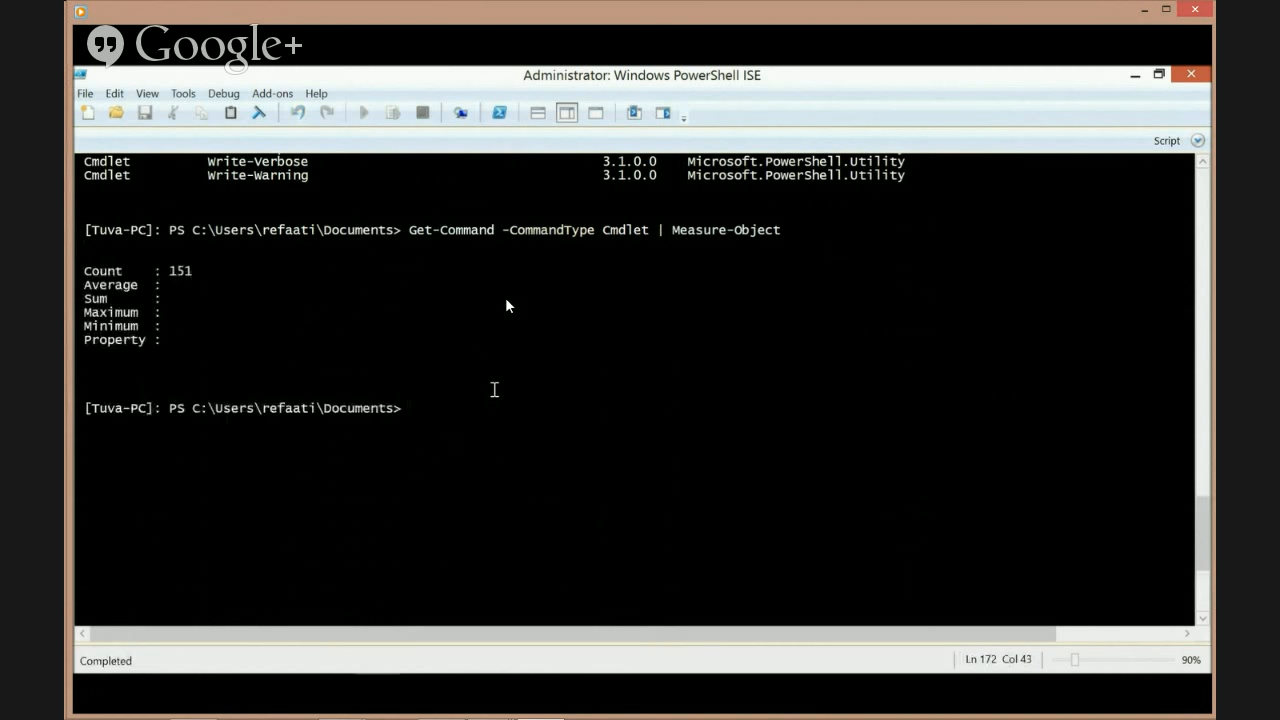 Google+
Administrator: Windows PowerShell ISE
File Edit View Tools Debug Add-ons Help
Script
Cmdlet Write-Verbose 3.1.0.0 Microsoft.PowerShell.Utility
Cmdlet Write-Warning 3.1.0.0 Microsoft.PowerShell.Utility
[Tuva-PC]: PS C:\Users\refaati\Documents> Get-Command -CommandType Cmdlet | Measure-Object
Count : 151
Average :
Sum :
Maximum :
Minimum :
Property :
[Tuva-PC]: PS C:\Users\refaati\Documents>
Completed
Ln 172 Col 43
90%